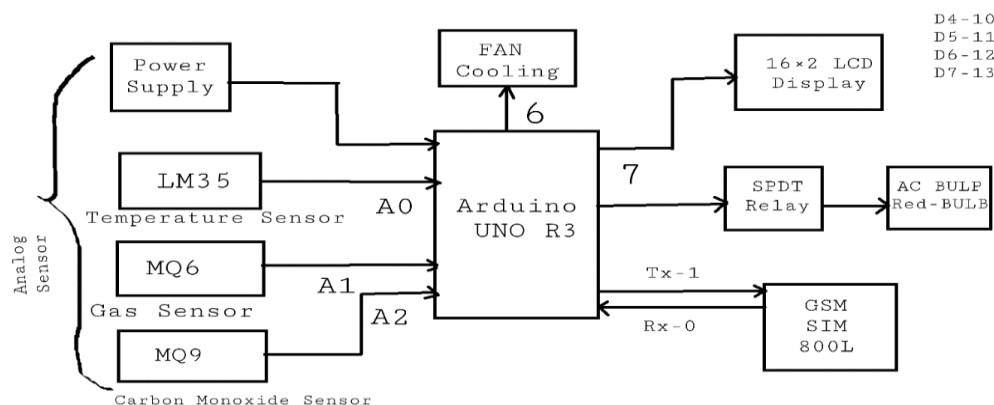 D4-10
D5-11
D6-12
D7-13
FAN
Cooling
Power
Supply
16×2 LCD
Display
6
7
LM35
Temperature Sensor
A0
Arduino
UNO R3
SPDT
Relay
AC BULP
Red-BULB
Analog
Sensor
MQ6
Gas Sensor
A1
A2
Tx-1
Rx-0
GSM
SIM
800L
MQ9
Carbon Monoxide Sensor